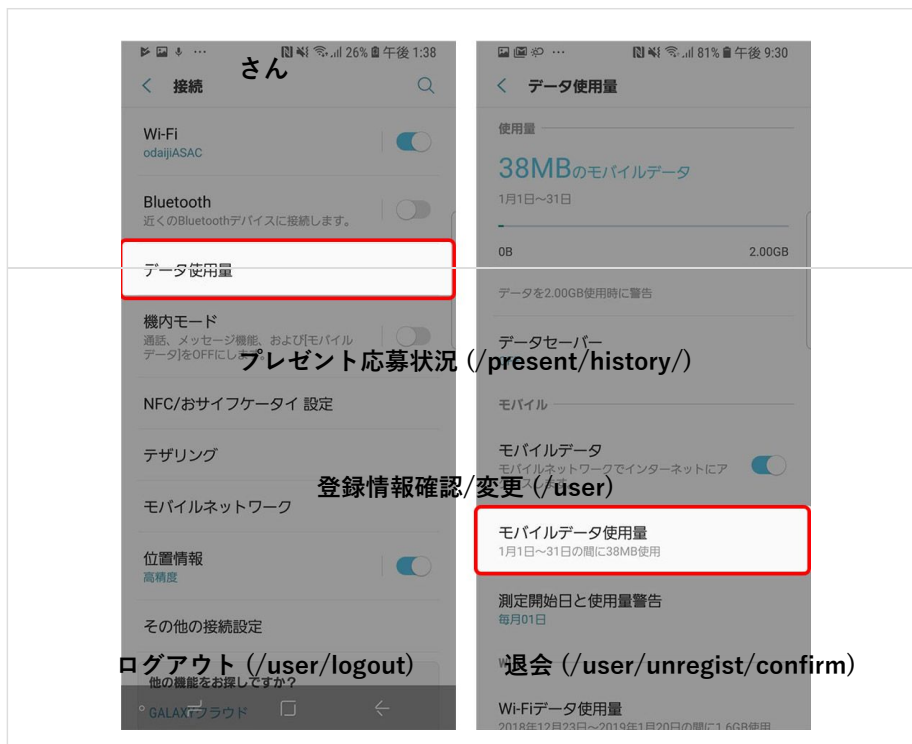 26% 午後 1:38
さん
接続
Wi-Fi
odaijiASAC
Bluetooth
近くのBluetoothデバイスに接続します。
データ使用量
機内モード
通話、メッセージ機能、および[モバイル
データ]をOFFにします。
NFC/おサイフケータイ 設定
テザリング
モバイルネットワーク
位置情報
高精度
その他の接続設定
他の機能をお探しですか？
GALAXYクラウド
81% 午後 9:30
データ使用量
使用量
38MBのモバイルデータ
1月1日～31日
0B 2.00GB
データを2.00GB使用時に警告
データセーバー
モバイル
モバイルデータ
モバイルネットワークでインターネットにア
モバイルデータ使用量
1月1日～31日の間に38MB使用
測定開始日と使用量警告
毎月01日
Wi-Fiデータ使用量
2018年12月23日～2019年1月20日の間に1.6GB使用
プレゼント応募状況 (/present/history/)
登録情報確認/変更 (/user)
ログアウト (/user/logout)
退会 (/user/unregist/confirm)